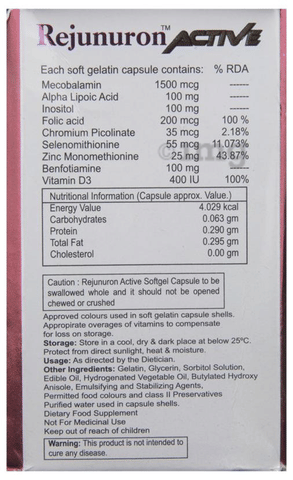 Rejunuron™ ACTIVE
Each soft gelatin capsule contains: % RDA
Mecobalamin 1500 mcg ------
Alpha Lipoic Acid 100 mg ------
Inositol 100 mg ------
Folic acid 200 mcg 100 %
Chromium Picolinate 35 mcg 2.18%
Selenomithionine 55 mcg 11.073%
Zinc Monomethionine 25 mg 43.87%
Benfotiamine 100 mg ------
Vitamin D3 400 IU 100%
Nutritional Information (Capsule approx. Value.)
Energy Value 4.029 kcal
Carbohydrates 0.063 gm
Protein 0.290 gm
Total Fat 0.295 gm
Cholesterol 0.00 gm
Caution : Rejunuron Active Softgel Capsule to be
swallowed whole and it should not be opened
chewed or crushed
Approved colours used in soft gelatin capsule shells.
Appropirate overages of vitamins to compensate
for loss on storage.
Storage: Store in a cool, dry & dark place at below 25ºC.
Protect from direct sunlight, heat & moisture.
Usage: As directed by the Dietician.
Other Ingredients: Gelatin, Glycerin, Sorbitol Solution,
Edible Oil, Hydrogenated Vegetable Oil, Butylated Hydroxy
Anisole, Emulsifying and Stabilizing Agents,
Permitted food colours and class II Preservatives
Purified water used in capsule shells.
Dietary Food Supplement
Not For Medicinal Use
Keep out of reach of children
Warning: This product is not intended to
cure any disease.